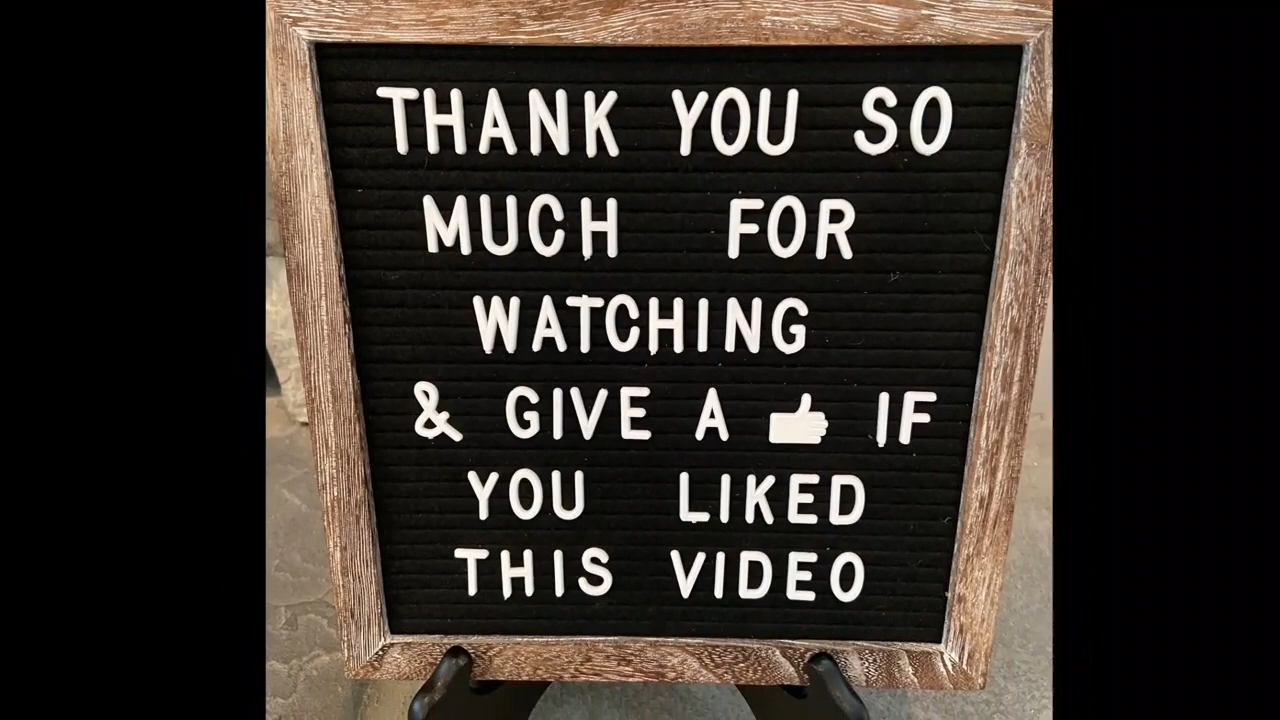 THANK YOU SO
MUCH FOR
WATCHING
& GIVE A 👍 IF
YOU LIKED
THIS VIDEO